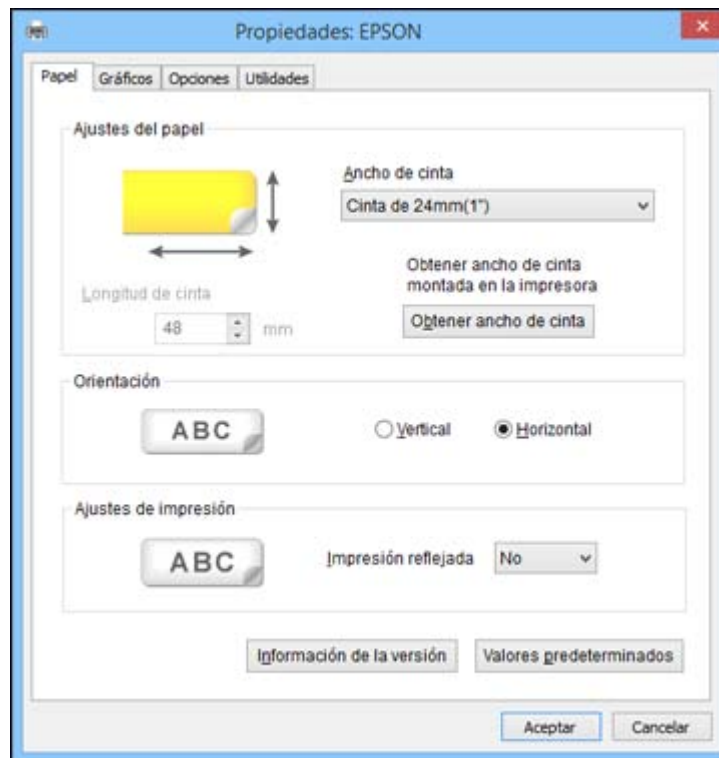 Propiedades: EPSON
Papel Gráficos Opciones Utilidades
Ajustes del papel
Ancho de cinta
Cinta de 24mm(1")
Obtener ancho de cinta
montada en la impresora
Obtener ancho de cinta
Longitud de cinta
48 mm
Orientación
ABC
Vertical Horizontal
Ajustes de impresión
ABC
Impresión reflejada No
Información de la versión Valores predeterminados
Aceptar Cancelar